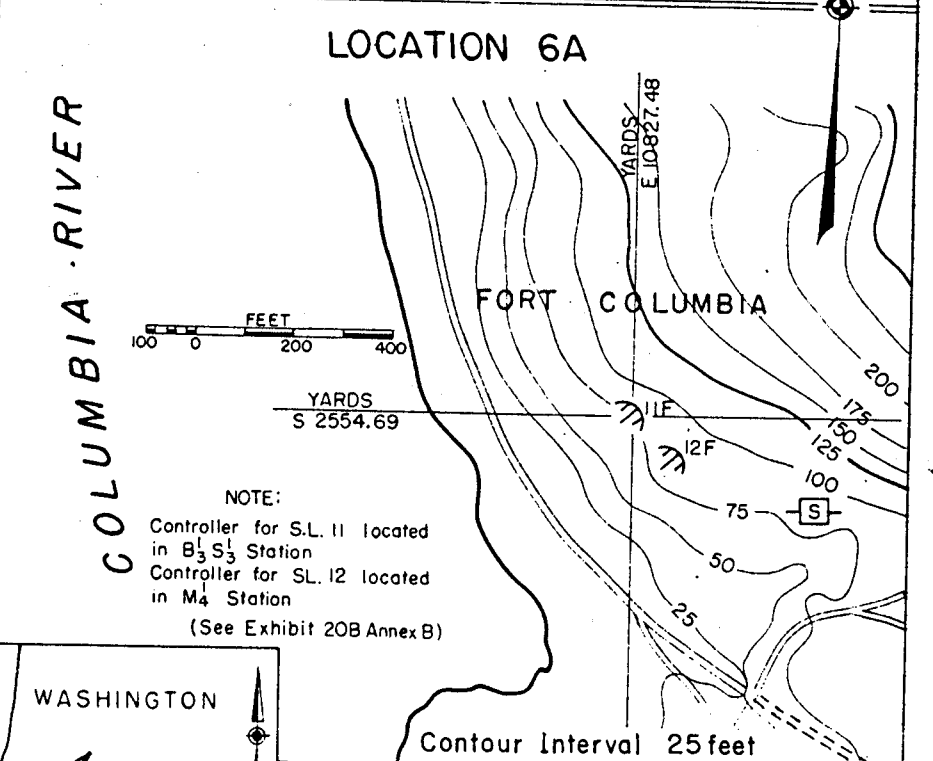 LOCATION 6A
COLUMBIA · RIVER
YARDS
E 10827.48
FORT COLUMBIA
FEET
100 0 200 400
YARDS
S 2554.69
11F
12F
200
175
150
125
100
75
S
50
25
NOTE:
Controller for S.L. 11 located
in B¹₃ S¹₃ Station
Controller for SL. 12 located
in M¹₄ Station
(See Exhibit 20B Annex B)
WASHINGTON
Contour Interval 25 feet